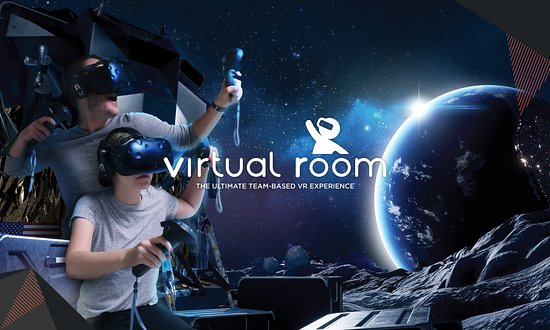 virtual room
THE ULTIMATE TEAM-BASED VR EXPERIENCE